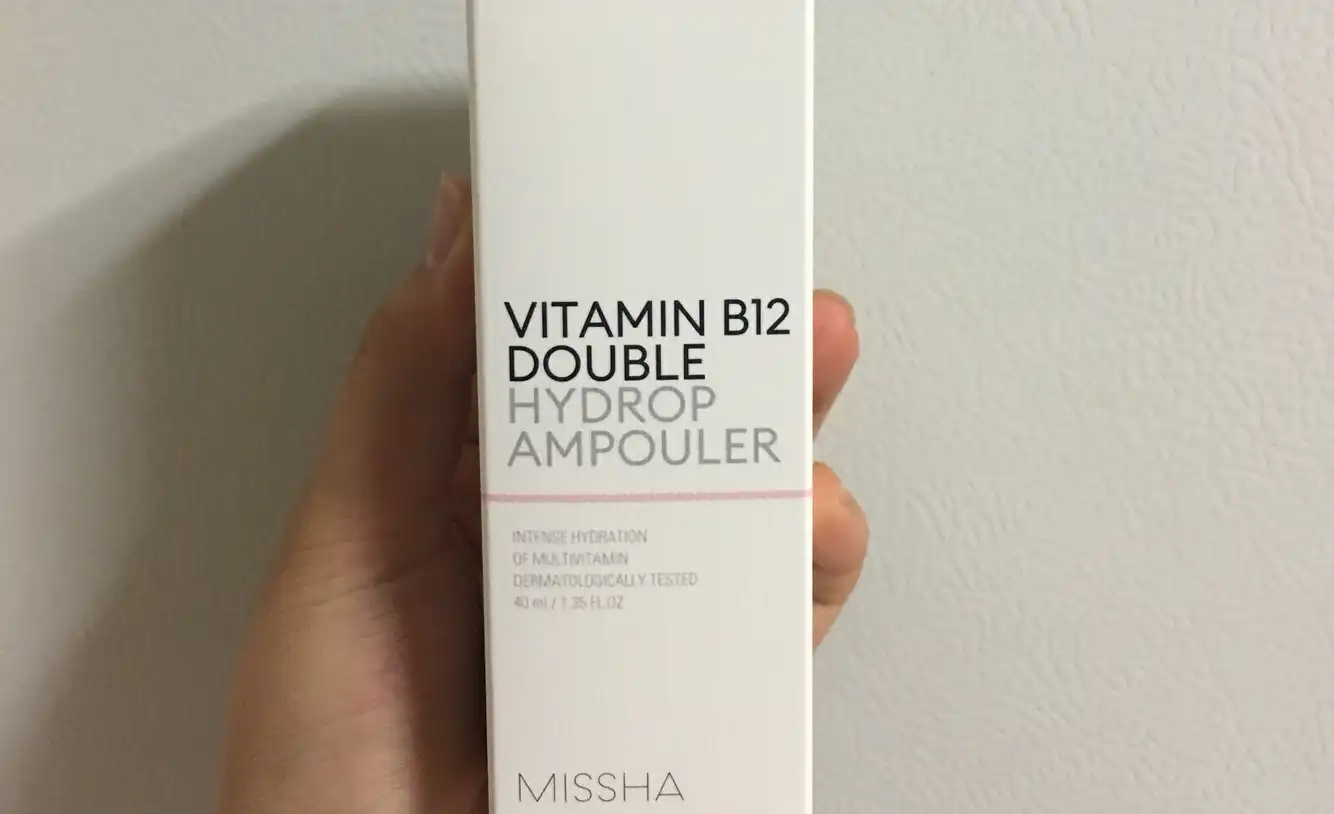 VITAMIN B12
DOUBLE
HYDROP
AMPOULER
INTENSE HYDRATION
OF MULTIVITAMIN
DERMATOLOGICALLY TESTED
40 ml / 1.35 FL.OZ
MISSHA